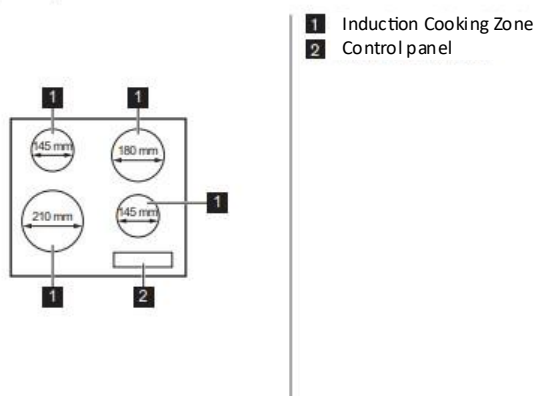 1 Induction Cooking Zone
2 Control panel
1 1
145 mm 180 mm
1
210 mm 145 mm
1 2